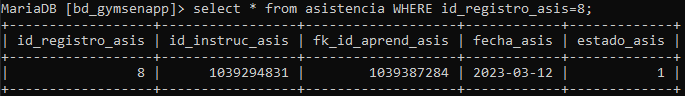 MariaDB [bd_gymsenapp]> select * from asistencia WHERE id_registro_asis=8;
+------------------+----------------+------------------+------------+-------------+
| id_registro_asis | id_instruc_asis | fk_id_aprend_asis | fecha_asis | estado_asis |
+------------------+----------------+------------------+------------+-------------+
| 8 | 1039294831 | 1039387284 | 2023-03-12 | 1 |
+------------------+----------------+------------------+------------+-------------+